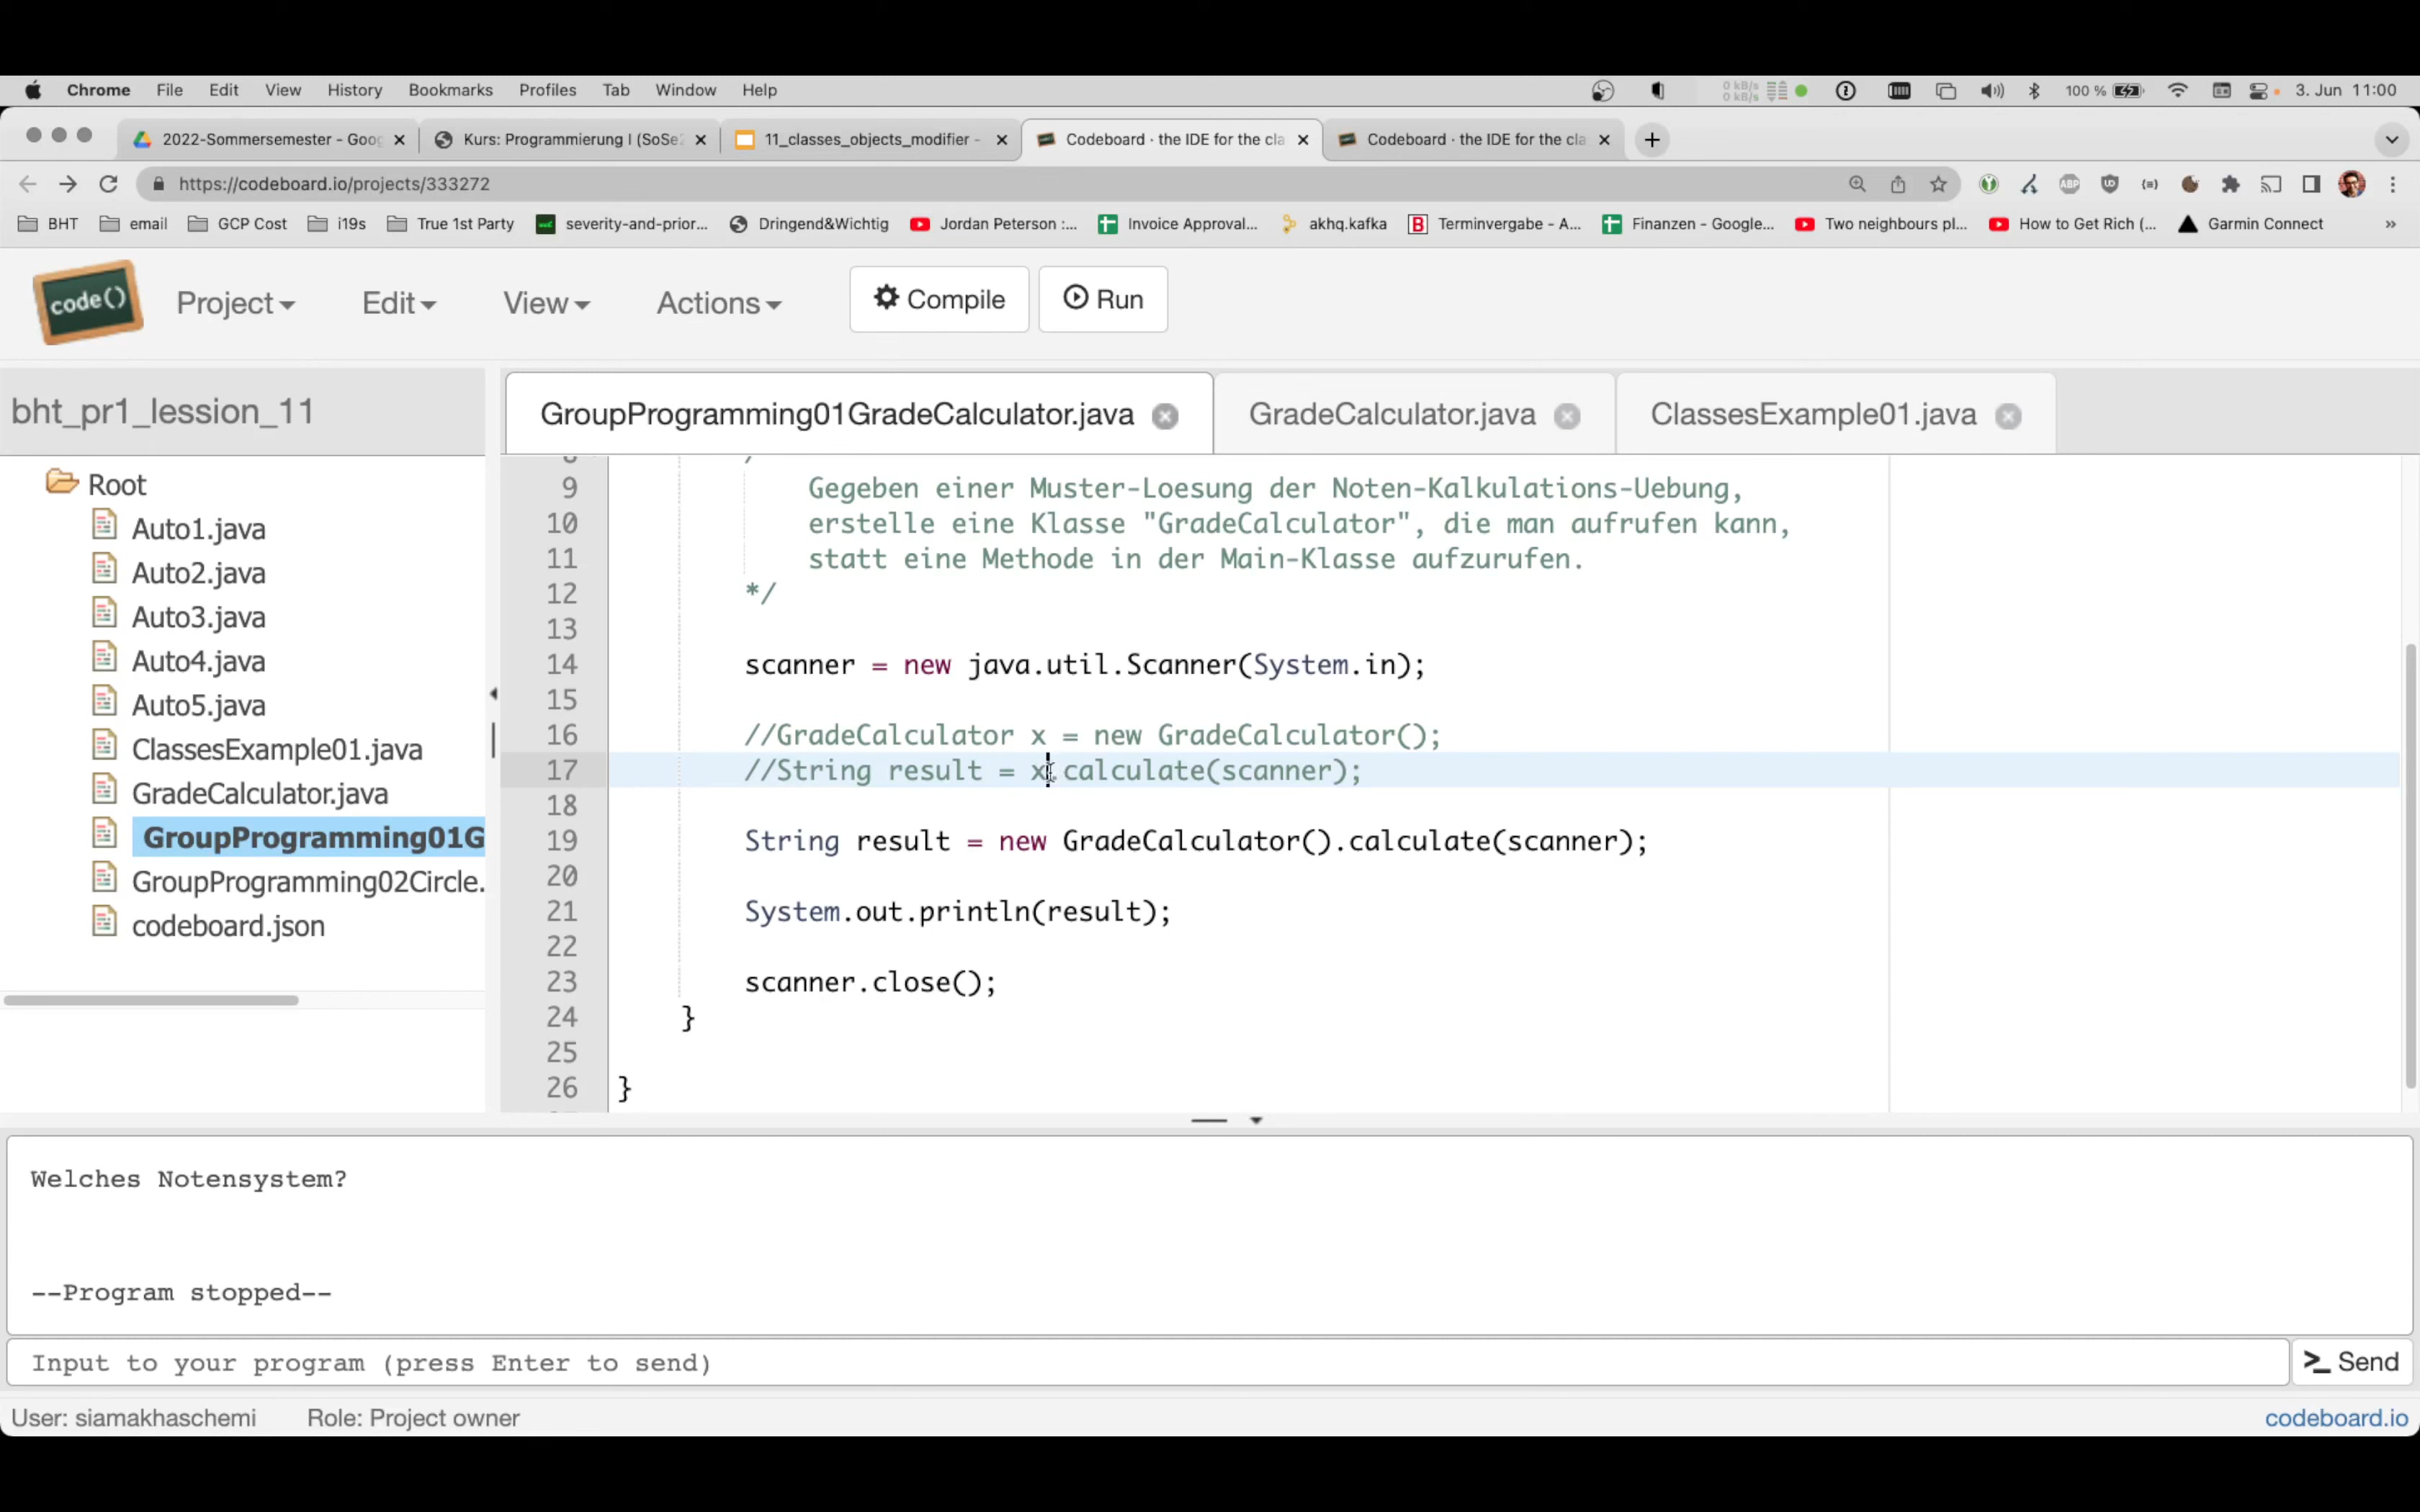 Chrome File Edit View History Bookmarks Profiles Tab Window Help 0 kB/s 0 kB/s 100 % 3. Jun 11:00
2022-Sommersemester - Goog Kurs: Programmierung I (SoSe2 11_classes_objects_modifier - Codeboard · the IDE for the cla Codeboard · the IDE for the cla
https://codeboard.io/projects/333272 ABP
BHT email GCP Cost i19s True 1st Party severity-and-prior... Dringend&Wichtig Jordan Peterson :... Invoice Approval... akhq.kafka Terminvergabe - A... Finanzen - Google... Two neighbours pl... How to Get Rich (... Garmin Connect »
code() Project Edit View Actions Compile Run
bht_pr1_lession_11
Root
Auto1.java
Auto2.java
Auto3.java
Auto4.java
Auto5.java
ClassesExample01.java
GradeCalculator.java
GroupProgramming01G
GroupProgramming02Circle.
codeboard.json
GroupProgramming01GradeCalculator.java GradeCalculator.java ClassesExample01.java
9 Gegeben einer Muster-Loesung der Noten-Kalkulations-Uebung,
10 erstelle eine Klasse "GradeCalculator", die man aufrufen kann,
11 statt eine Methode in der Main-Klasse aufzurufen.
12 */
13
14 scanner = new java.util.Scanner(System.in);
15
16 //GradeCalculator x = new GradeCalculator();
17 //String result = x.calculate(scanner);
18
19 String result = new GradeCalculator().calculate(scanner);
20
21 System.out.println(result);
22
23 scanner.close();
24 }
25
26 }
Welches Notensystem?
--Program stopped--
Input to your program (press Enter to send) >_ Send
User: siamakhaschemi Role: Project owner codeboard.io